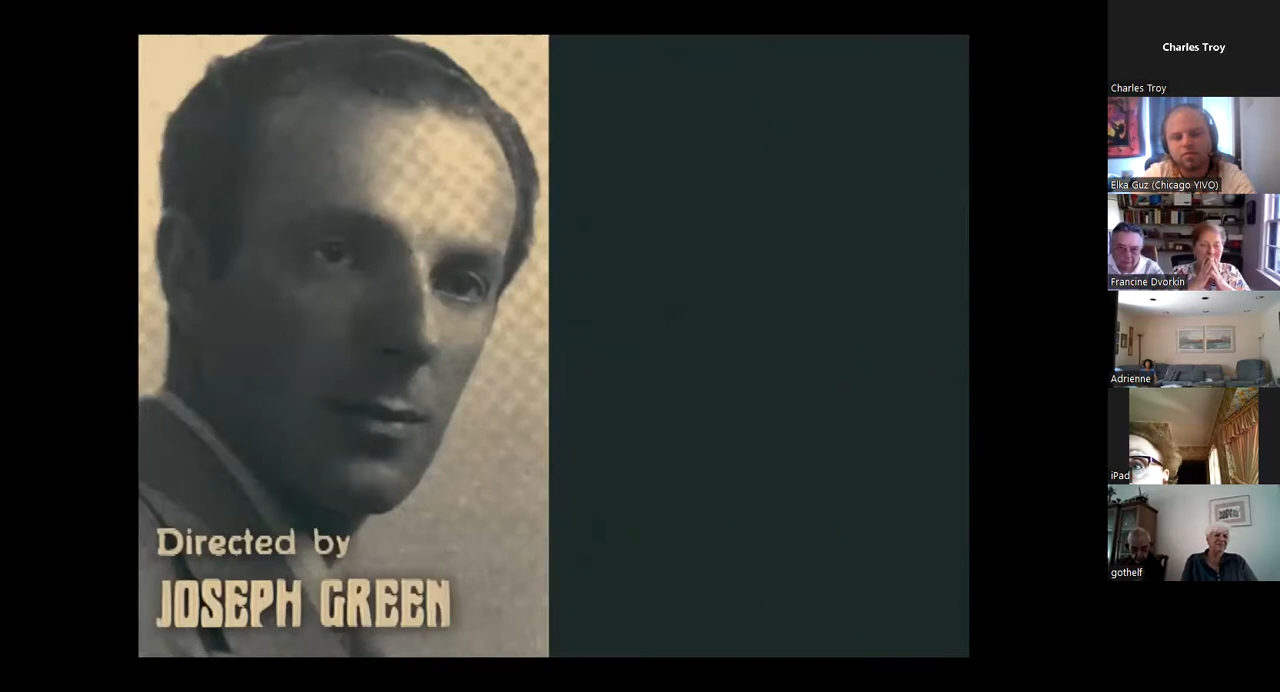 Directed by
JOSEPH GREEN
Charles Troy
Charles Troy
Elka Guz (Chicago YIVO)
Francine Dvorkin
Adrienne
iPad
gothelf